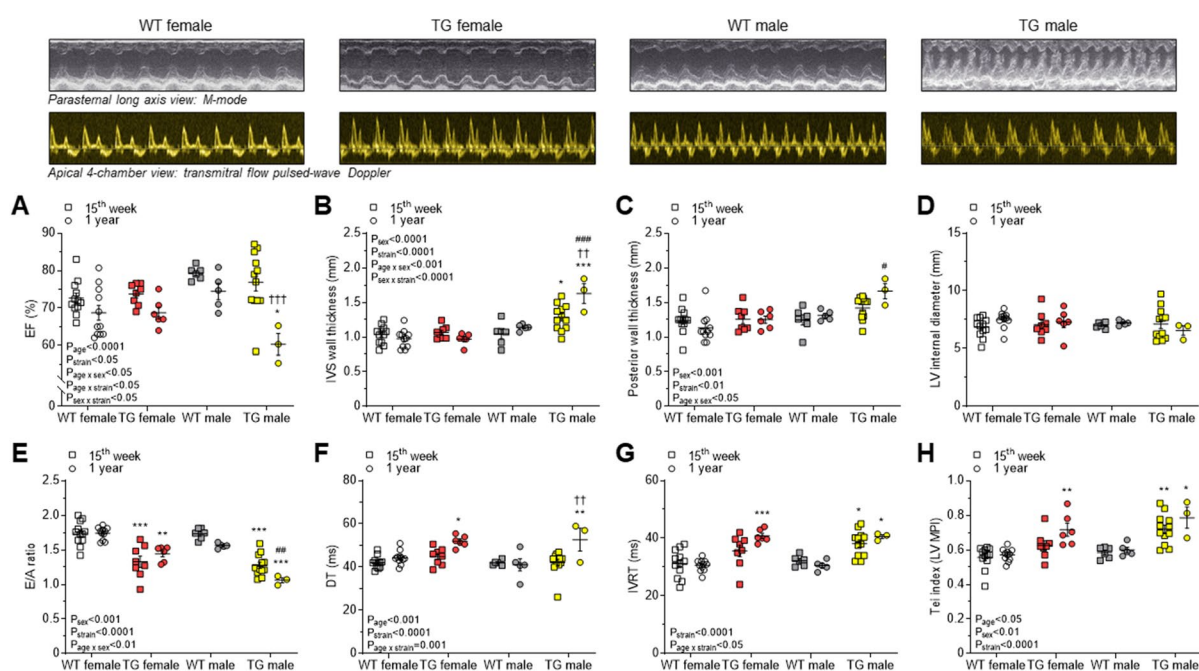 WT female
TG female
WT male
TG male
Parasternal long axis view: M-mode
Apical 4-chamber view: transmitral flow pulsed-wave Doppler
A
15th week
1 year
EF (%)
90
80
70
60
0
†††
*
Page<0.0001
Pstrain<0.05
Page x sex<0.05
Page x strain<0.05
Psex x strain<0.05
WT female TG female WT male TG male
B
15th week
1 year
IVS wall thickness (mm)
2.5
2.0
1.5
1.0
0.5
0.0
Psex<0.0001
Pstrain<0.0001
Page x sex<0.001
Psex x strain<0.0001
###
††
***
*
WT female TG female WT male TG male
C
15th week
1 year
Posterior wall thickness (mm)
2.5
2.0
1.5
1.0
0.5
0.0
#
Psex<0.001
Pstrain<0.01
Page x sex<0.05
WT female TG female WT male TG male
D
15th week
1 year
LV internal diameter (mm)
15
10
5
0
WT female TG female WT male TG male
E
15th week
1 year
E/A ratio
2.5
2.0
1.5
1.0
0.5
***
**
***
##
***
Psex<0.001
Pstrain<0.0001
Page x sex<0.01
WT female TG female WT male TG male
F
15th week
1 year
DT (ms)
80
60
40
20
0
*
††
**
Page<0.001
Pstrain<0.0001
Page x strain=0.001
WT female TG female WT male TG male
G
15th week
1 year
IVRT (ms)
60
40
20
0
***
*
*
Pstrain<0.0001
Page x sex<0.05
WT female TG female WT male TG male
H
15th week
1 year
Tei index (LV MPI)
1.0
0.8
0.6
0.4
0.2
0.0
**
**
*
Page<0.05
Psex<0.01
Pstrain<0.0001
WT female TG female WT male TG male